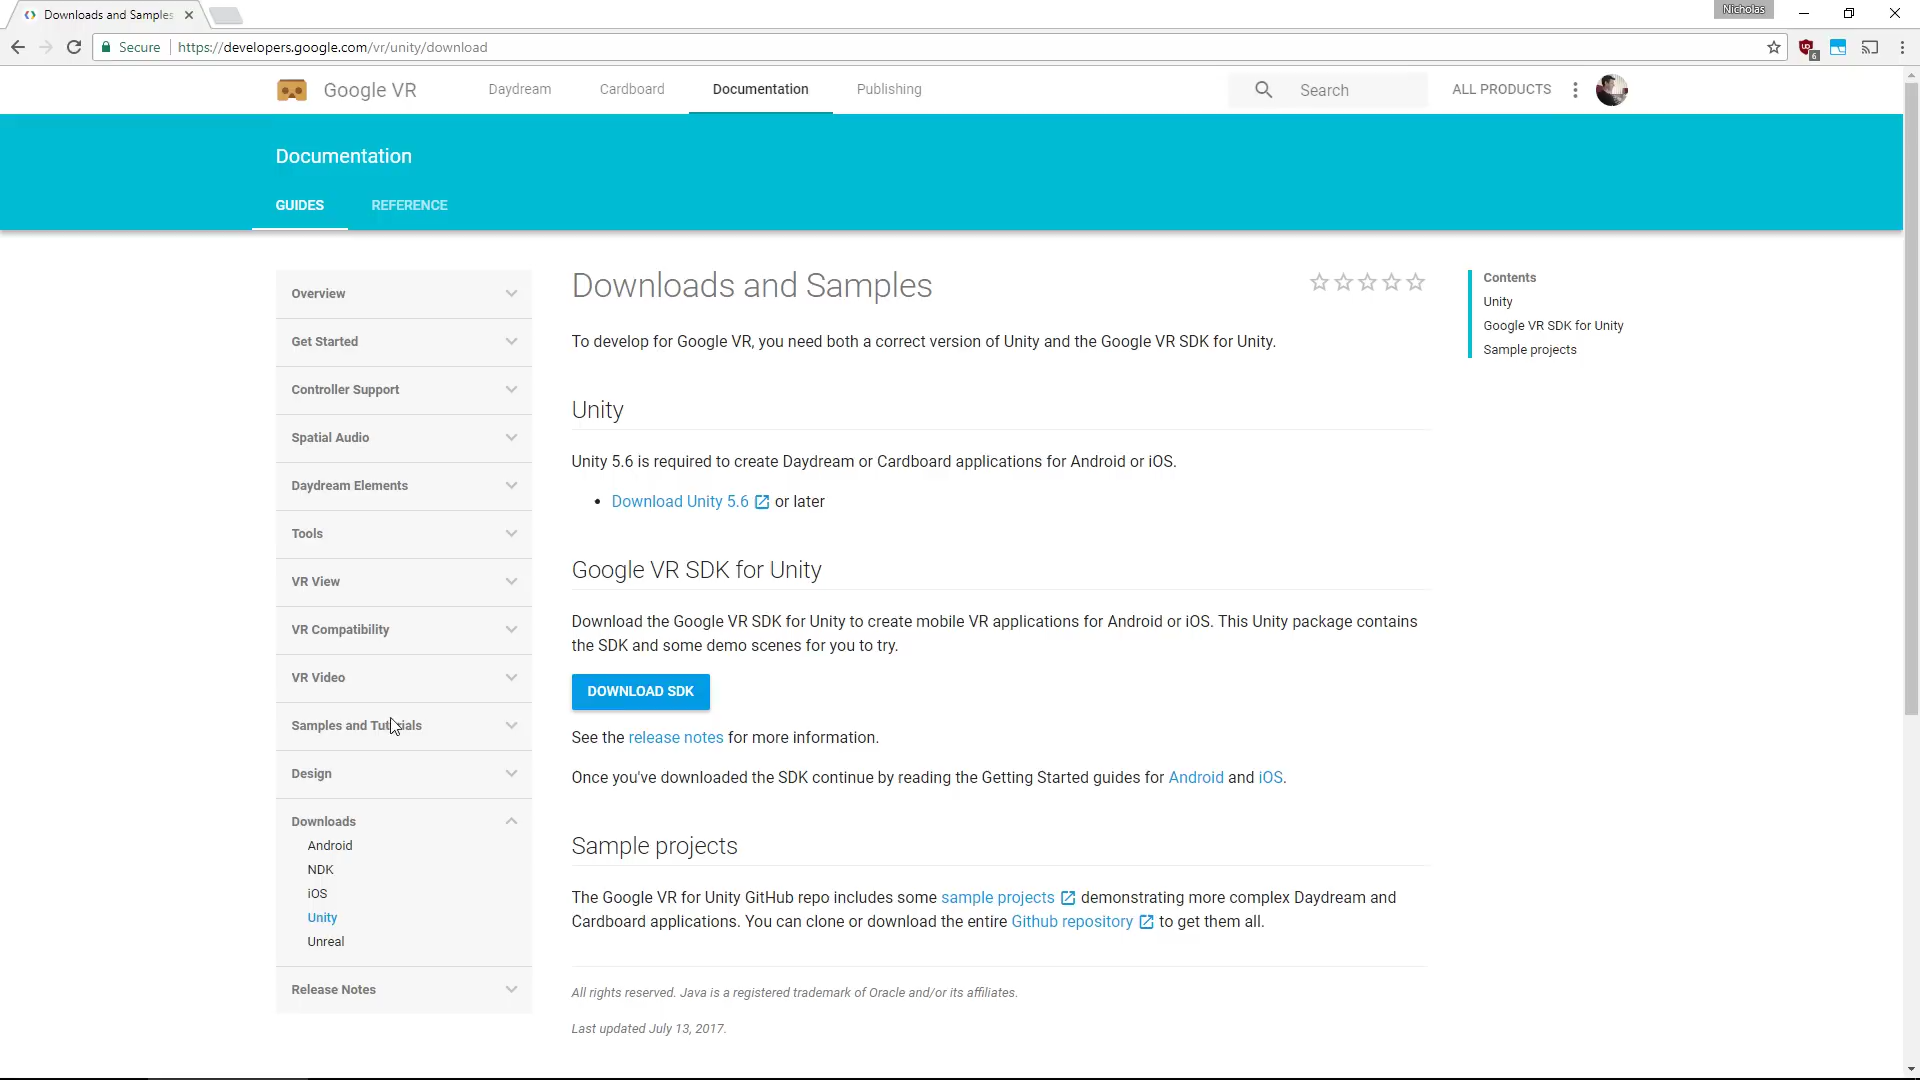 Downloads and Samples
Nicholas
Secure https://developers.google.com/vr/unity/download
6
Google VR Daydream Cardboard Documentation Publishing Search ALL PRODUCTS
Documentation
GUIDES REFERENCE
Overview
Get Started
Controller Support
Spatial Audio
Daydream Elements
Tools
VR View
VR Compatibility
VR Video
Samples and Tutorials
Design
Downloads
Android
NDK
iOS
Unity
Unreal
Release Notes
Downloads and Samples
To develop for Google VR, you need both a correct version of Unity and the Google VR SDK for Unity.
Unity
Unity 5.6 is required to create Daydream or Cardboard applications for Android or iOS.
• Download Unity 5.6 or later
Google VR SDK for Unity
Download the Google VR SDK for Unity to create mobile VR applications for Android or iOS. This Unity package contains
the SDK and some demo scenes for you to try.
DOWNLOAD SDK
See the release notes for more information.
Once you've downloaded the SDK continue by reading the Getting Started guides for Android and iOS.
Sample projects
The Google VR for Unity GitHub repo includes some sample projects demonstrating more complex Daydream and
Cardboard applications. You can clone or download the entire Github repository to get them all.
All rights reserved. Java is a registered trademark of Oracle and/or its affiliates.
Last updated July 13, 2017.
Contents
Unity
Google VR SDK for Unity
Sample projects